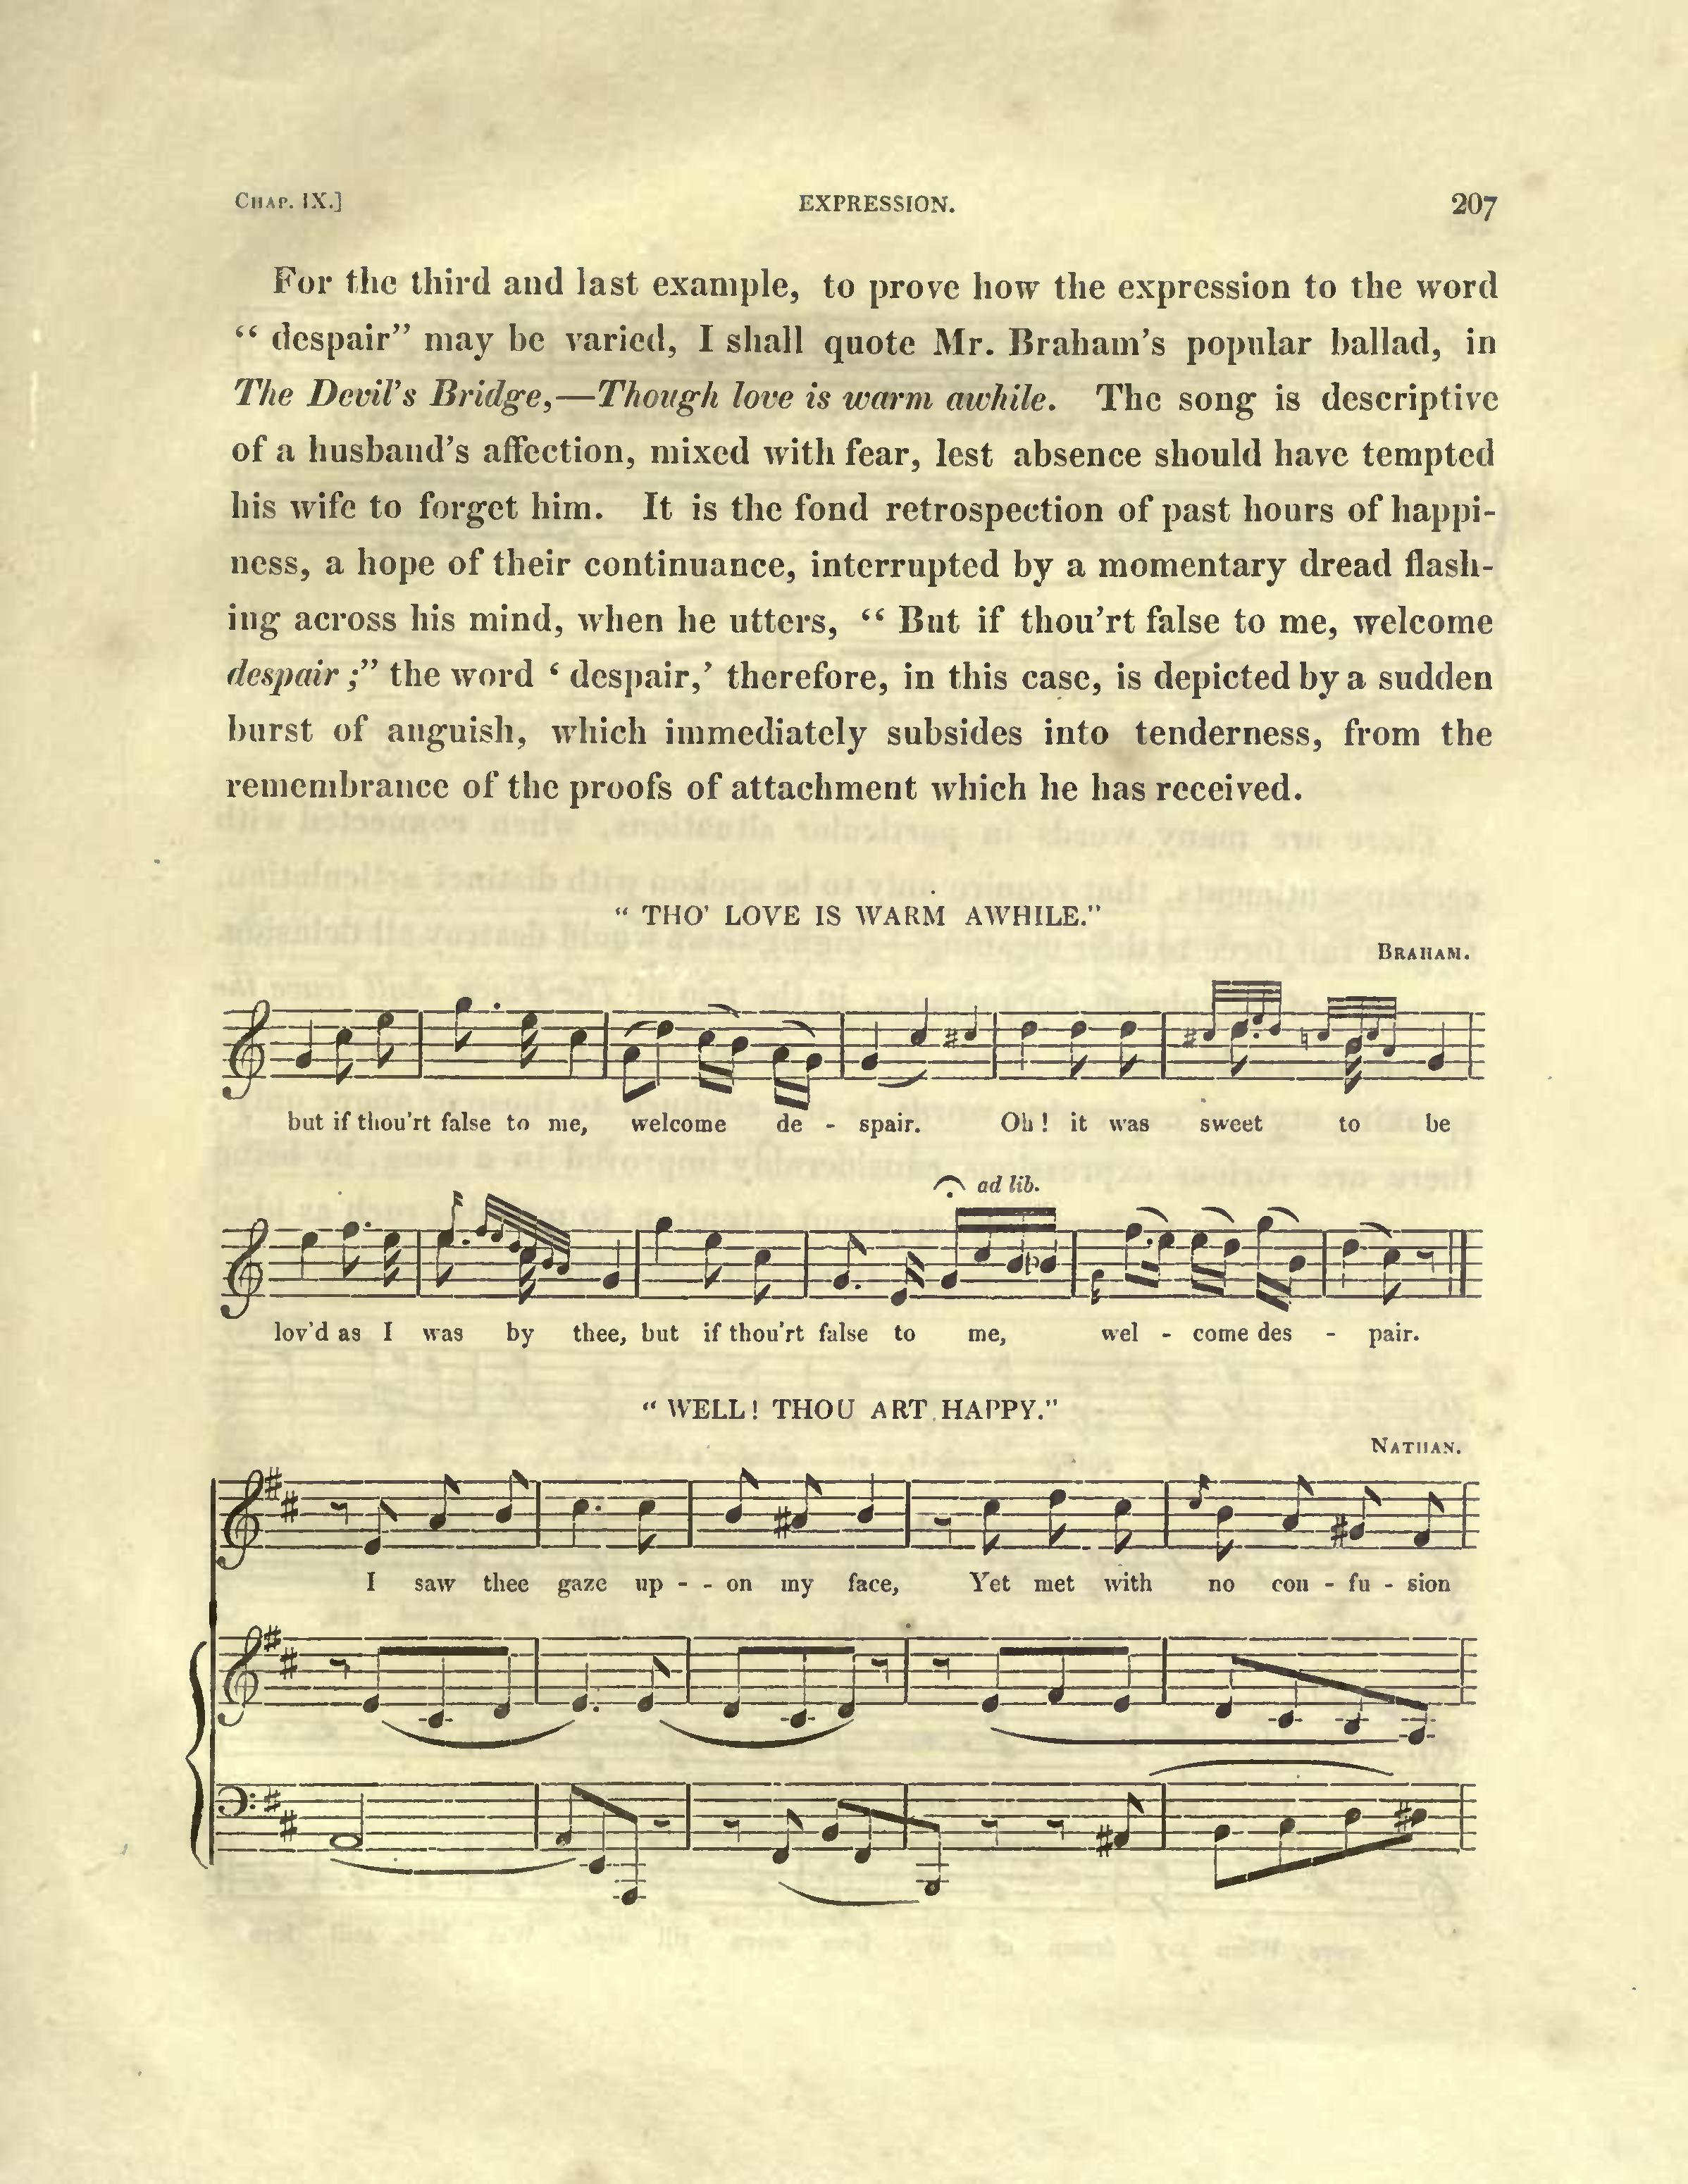 CHAP. IX.] EXPRESSION. 207
For the third and last example, to prove how the expression to the word
“ despair” may be varied, I shall quote Mr. Braham’s popular ballad, in
The Devil’s Bridge,—Though love is warm awhile. The song is descriptive
of a husband’s affection, mixed with fear, lest absence should have tempted
his wife to forget him. It is the fond retrospection of past hours of happi-
ness, a hope of their continuance, interrupted by a momentary dread flash-
ing across his mind, when he utters, “ But if thou’rt false to me, welcome
despair ;” the word ‘ despair,’ therefore, in this case, is depicted by a sudden
burst of anguish, which immediately subsides into tenderness, from the
remembrance of the proofs of attachment which he has received.
“ THO’ LOVE IS WARM AWHILE.”
BRAHAM.
but if thou’rt false to me, welcome de - spair. Oh ! it was sweet to be
ad lib.
lov’d as I was by thee, but if thou’rt false to me, wel - come des - pair.
“ WELL ! THOU ART HAPPY.”
NATHAN.
I saw thee gaze up - - on my face, Yet met with no con - fu - sion